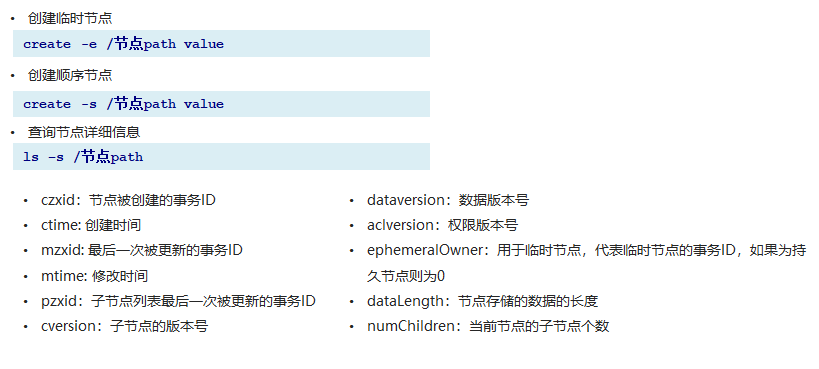 • 创建临时节点
create -e /节点path value
• 创建顺序节点
create -s /节点path value
• 查询节点详细信息
ls –s /节点path
• czxid：节点被创建的事务ID
• ctime: 创建时间
• mzxid: 最后一次被更新的事务ID
• mtime: 修改时间
• pzxid：子节点列表最后一次被更新的事务ID
• cversion：子节点的版本号
• dataversion：数据版本号
• aclversion：权限版本号
• ephemeralOwner：用于临时节点，代表临时节点的事务ID，如果为持
久节点则为0
• dataLength：节点存储的数据的长度
• numChildren：当前节点的子节点个数